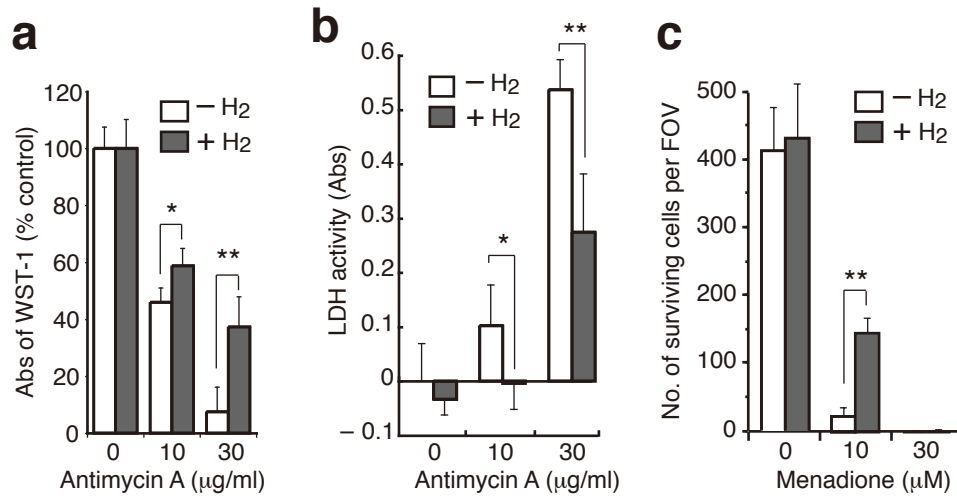 a
Abs of WST-1 (% control)
120
100
80
60
40
20
0
– H2
+ H2
*
**
0 10 30
Antimycin A (μg/ml)
b
LDH activity (Abs)
0.6
0.5
0.4
0.3
0.2
0.1
0
– 0.1
– H2
+ H2
*
**
0 10 30
Antimycin A (μg/ml)
c
No. of surviving cells per FOV
500
400
300
200
100
0
– H2
+ H2
**
0 10 30
Menadione (μM)